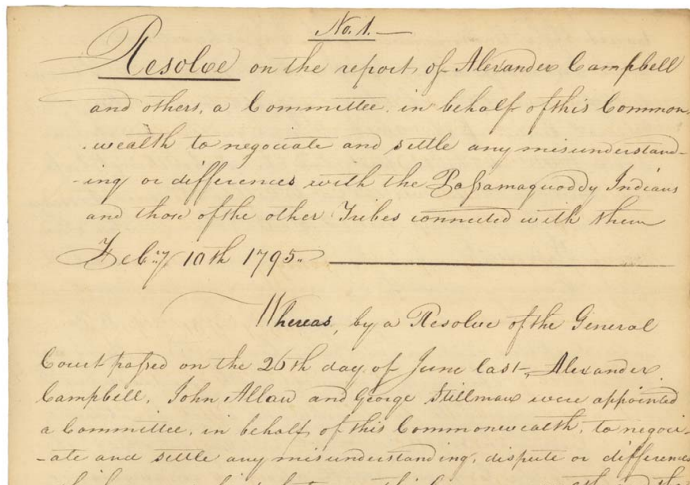 No. 1.
Resolve on the report of Alexander Campbell
and others, a Committee in behalf of this Common-
-wealth to negociate and settle any misunderstand-
-ing or differences with the Passamaquoddy Indians
and those of the other Tribes connected with them
Feb.y 10th 1795.
Whereas, by a Resolve of the General
Court passed on the 26th day of June last, Alexander
Campbell, John Allan and George Stillman were appointed
a Committee, in behalf of this Commonwealth, to negoci-
-ate and settle any misunderstanding, dispute or difference